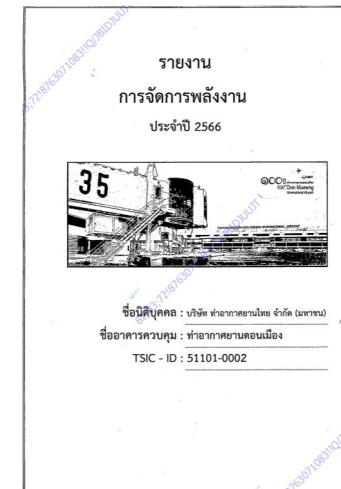 รายงาน
การจัดการพลังงาน
ประจำปี 2566
35
Don Mueang
International Airport
ชื่อนิติบุคคล : บริษัท ท่าอากาศยานไทย จำกัด (มหาชน)
ชื่ออาคารควบคุม : ท่าอากาศยานดอนเมือง
TSIC - ID : 51101-0002